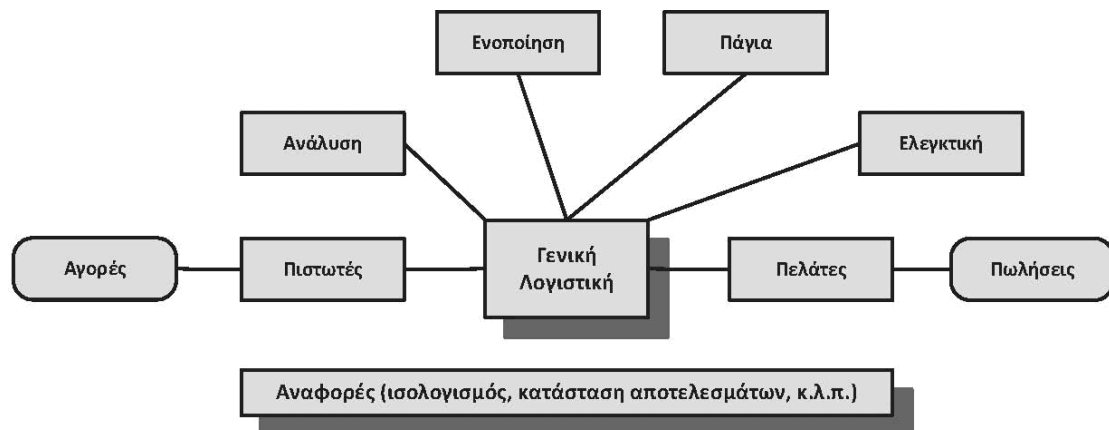 Ενοποίηση
Πάγια
Ανάλυση
Ελεγκτική
Αγορές
Πιστωτές
Γενική
Λογιστική
Πελάτες
Πωλήσεις
Αναφορές (ισολογισμός, κατάσταση αποτελεσμάτων, κ.λ.π.)